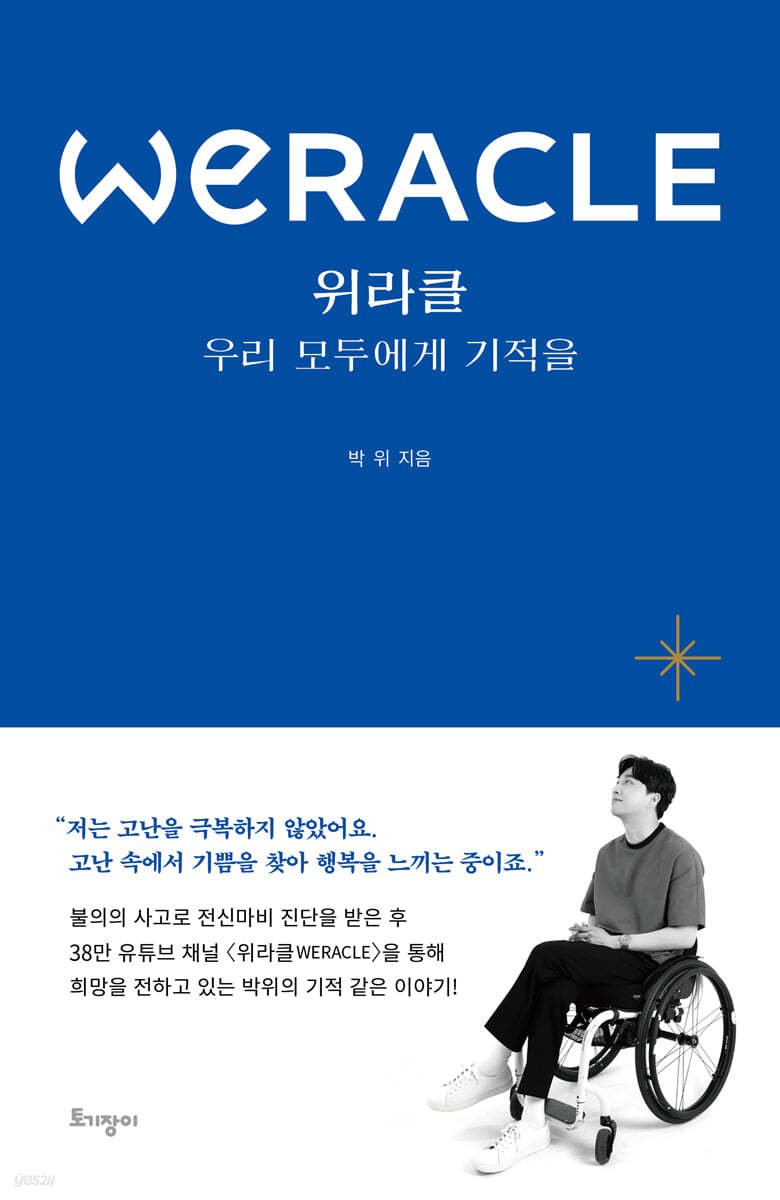 WERACLE
위라클
우리 모두에게 기적을
박 위 지음
“저는 고난을 극복하지 않았어요.
고난 속에서 기쁨을 찾아 행복을 느끼는 중이죠.”
불의의 사고로 전신마비 진단을 받은 후
38만 유튜브 채널 〈위라클WERACLE〉을 통해
희망을 전하고 있는 박위의 기적 같은 이야기!
토기장이
yes24